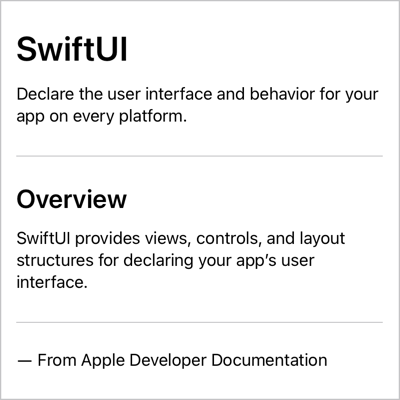 SwiftUI
Declare the user interface and behavior for your
app on every platform.
Overview
SwiftUI provides views, controls, and layout
structures for declaring your app’s user
interface.
— From Apple Developer Documentation